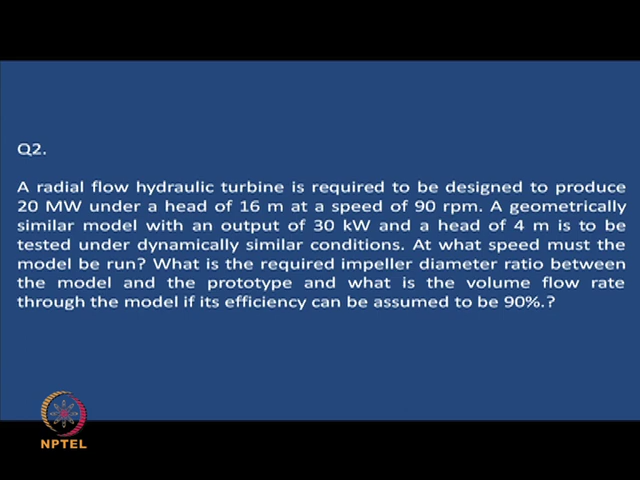 Q2.
A radial flow hydraulic turbine is required to be designed to produce
20 MW under a head of 16 m at a speed of 90 rpm. A geometrically
similar model with an output of 30 kW and a head of 4 m is to be
tested under dynamically similar conditions. At what speed must the
model be run? What is the required impeller diameter ratio between
the model and the prototype and what is the volume flow rate
through the model if its efficiency can be assumed to be 90%.?
NPTEL